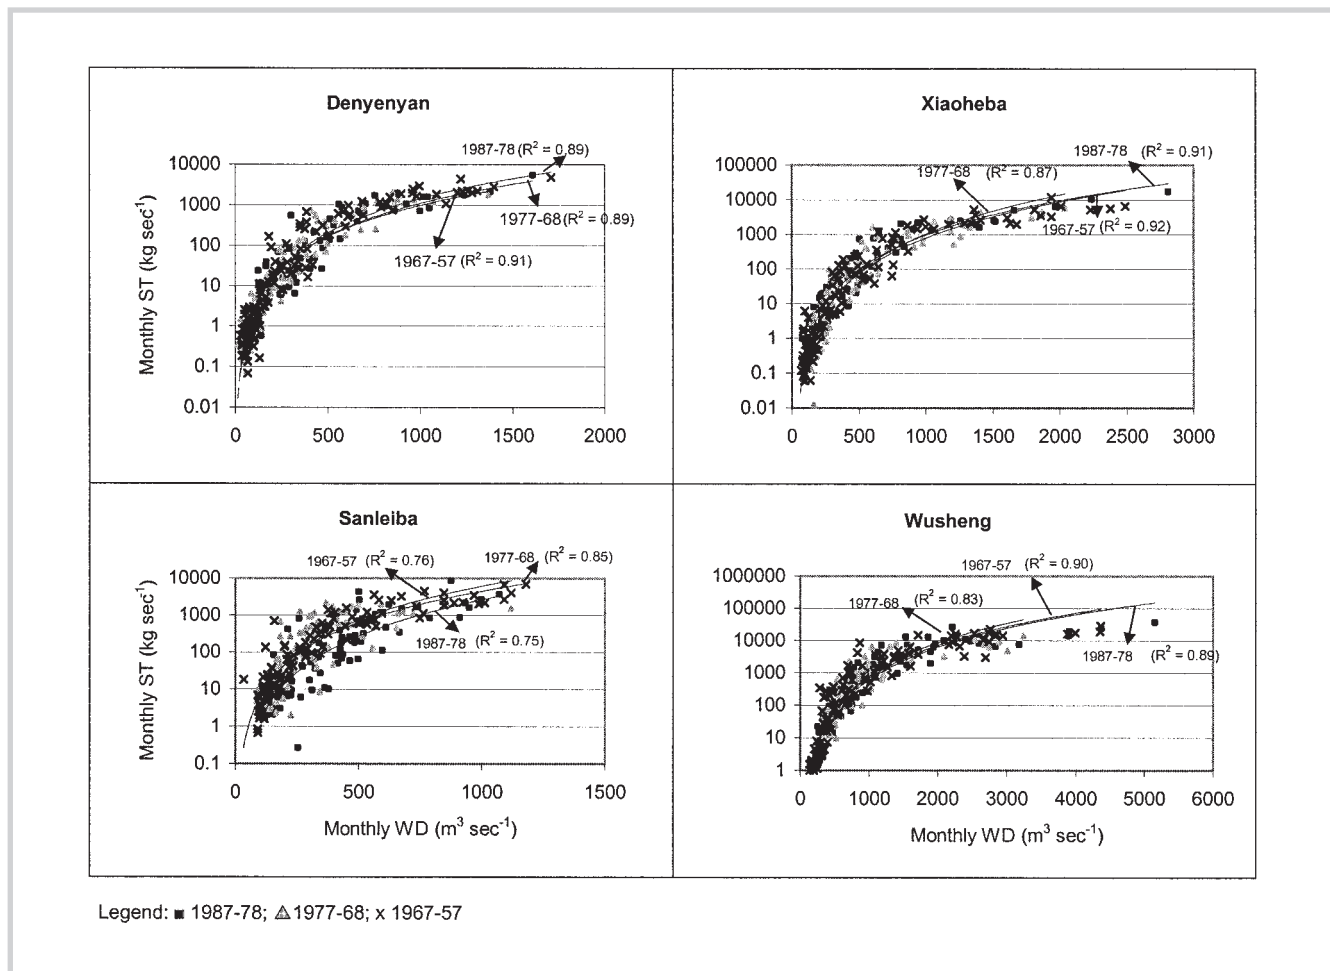 Denyenyan
1987-78 (R² = 0.89)
10000
1000
100
10
1
0.1
0.01
Monthly ST (kg sec⁻¹)
1977-68 (R² = 0.89)
1967-57 (R² = 0.91)
0 500 1000 1500 2000
Xiaoheba
1987-78 (R² = 0.91)
1977-68 (R² = 0.87)
100000
10000
1000
100
10
1
0.1
0.01
1967-57 (R² = 0.92)
0 500 1000 1500 2000 2500 3000
Sanleiba
1967-57 (R² = 0.76)
1977-68 (R² = 0.85)
10000
1000
100
10
1
0.1
Monthly ST (kg sec⁻¹)
1987-78 (R² = 0.75)
0 500 1000 1500
Monthly WD (m³ sec⁻¹)
Wusheng
1967-57 (R² = 0.90)
1977-68 (R² = 0.83)
1000000
100000
10000
1000
100
10
1
1987-78 (R² = 0.89)
0 1000 2000 3000 4000 5000 6000
Monthly WD (m³ sec⁻¹)
Legend: ■ 1987-78; △ 1977-68; x 1967-57